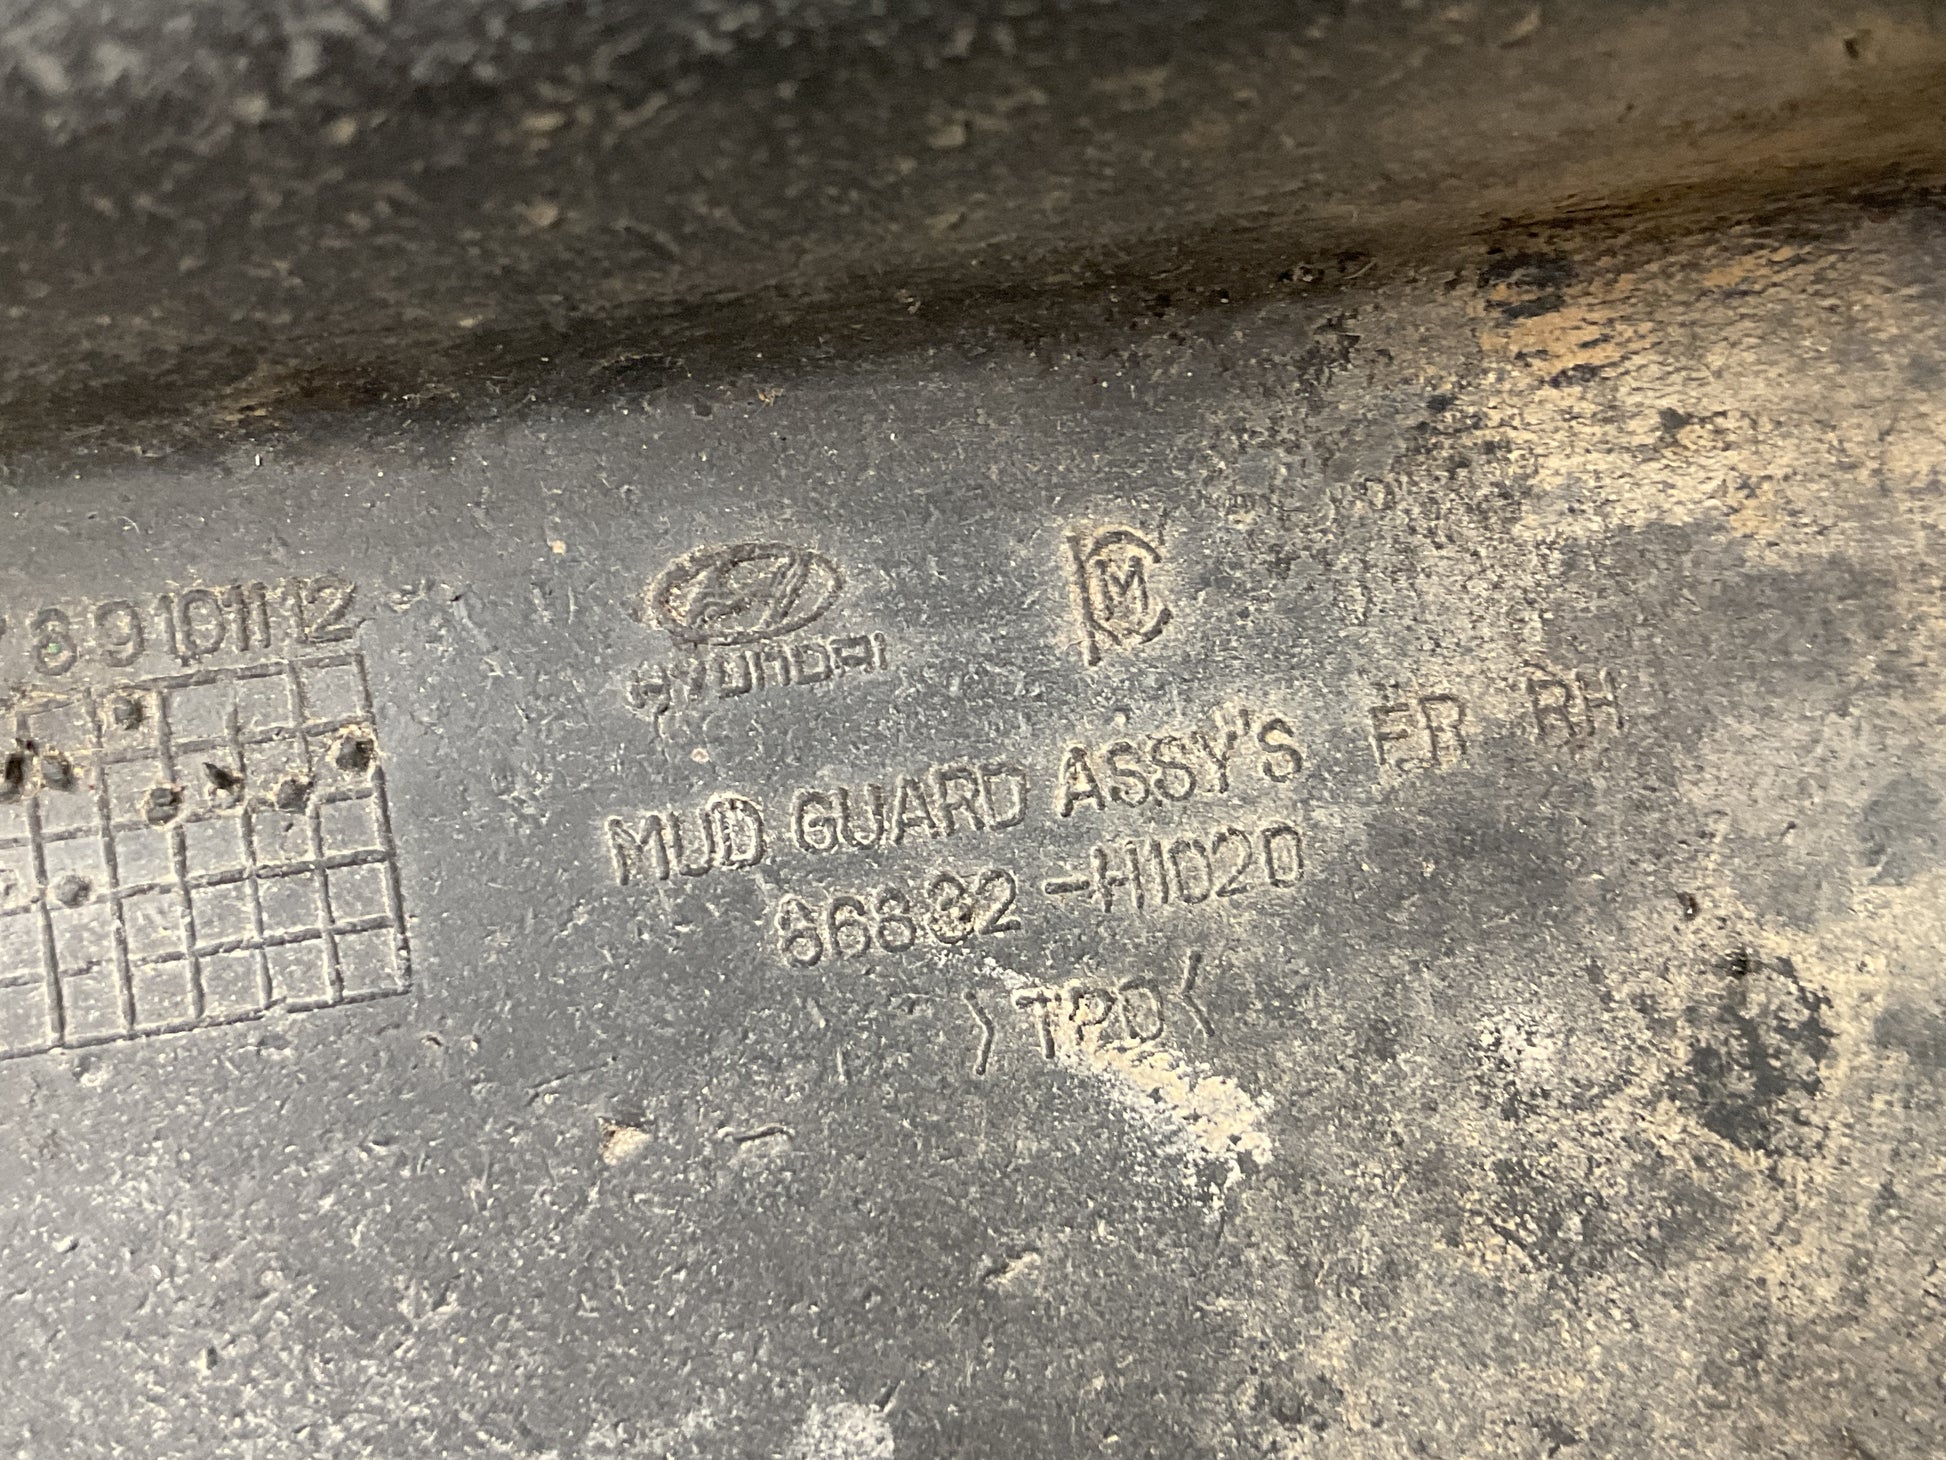 8 9 10 11 12
HYUNDAI
MUD GUARD ASSY'S FR RH
86832-H1020
>TPO<